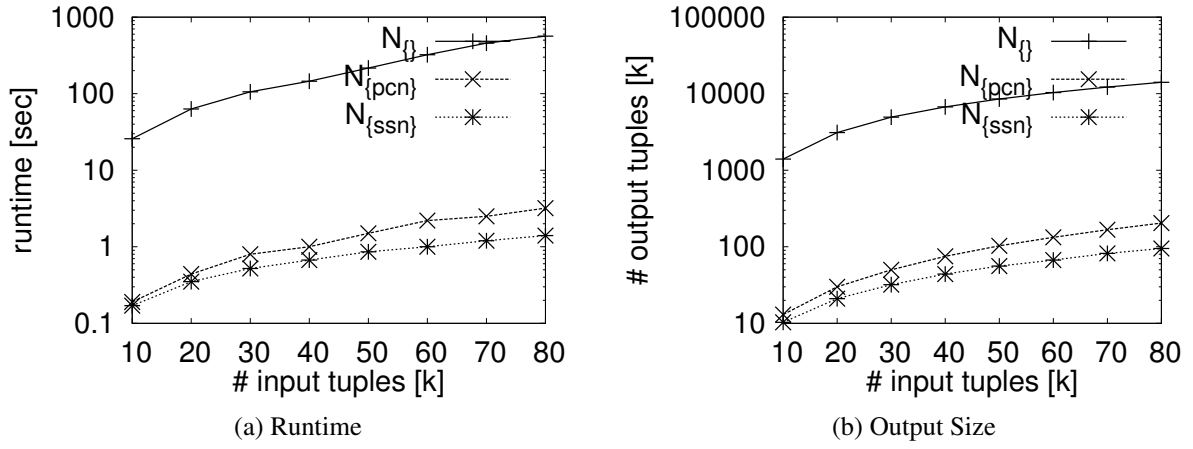 1000
100
10
1
0.1
runtime [sec]
N{}
N{pcn}
N{ssn}
10 20 30 40 50 60 70 80
# input tuples [k]
(a) Runtime
100000
10000
1000
100
10
# output tuples [k]
N{}
N{pcn}
N{ssn}
10 20 30 40 50 60 70 80
# input tuples [k]
(b) Output Size